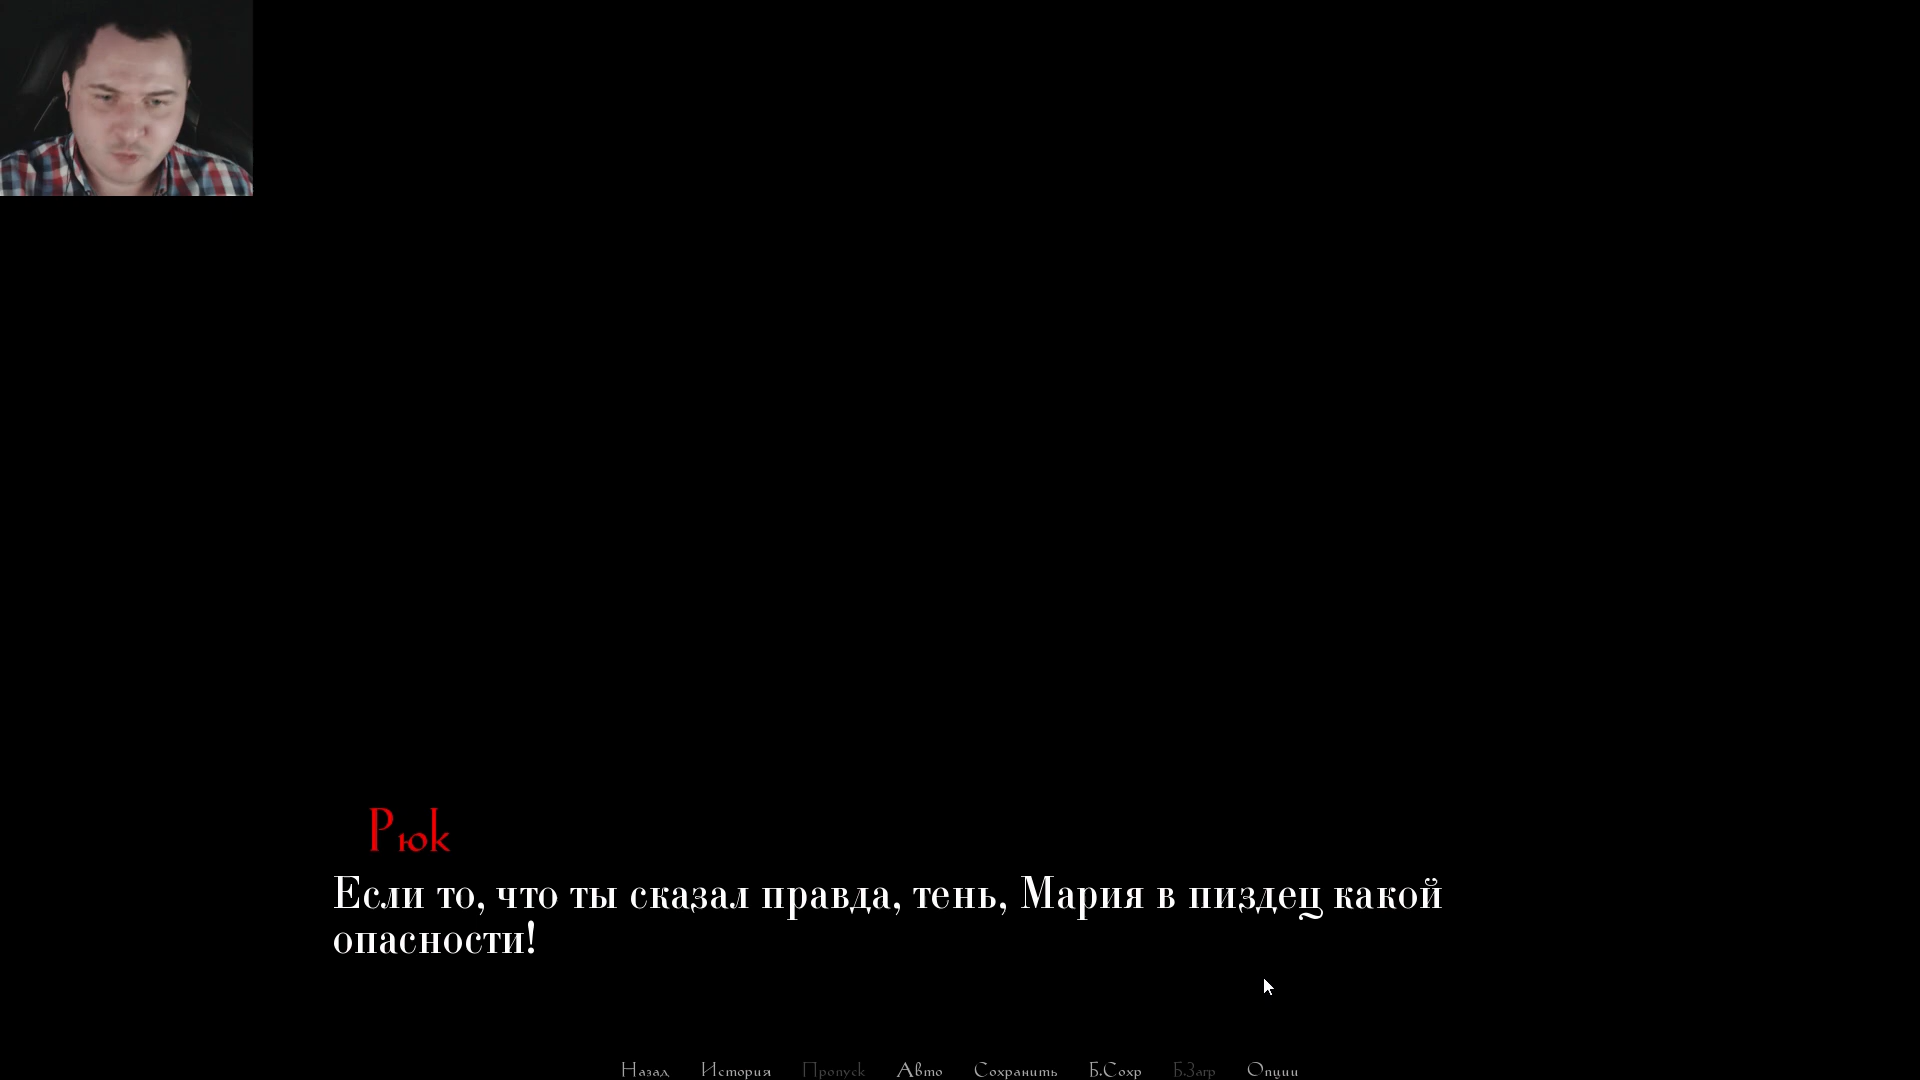 Рюк
Если то, что ты сказал правда, тень, Мария в пиздец какой
опасности!
Назад История Пропуск Авто Сохранить Б.Сохр Б.Загр Опции